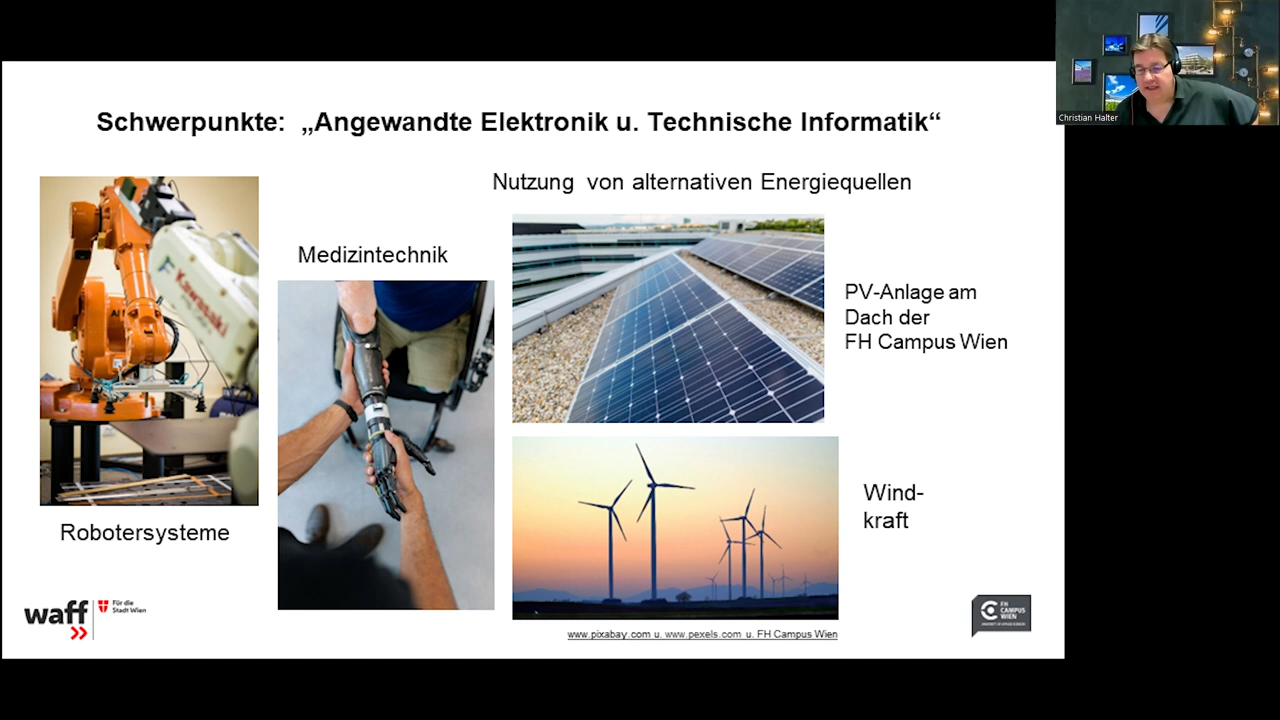 Schwerpunkte: „Angewandte Elektronik u. Technische Informatik“
Nutzung von alternativen Energiequellen
Medizintechnik
Kawasaki
PV-Anlage am
Dach der
FH Campus Wien
Wind-
kraft
Robotersysteme
waff
Für die
Stadt Wien
FH
CAMPUS
WIEN
www.pixabay.com u. www.pexels.com u. FH Campus Wien
Christian Halter